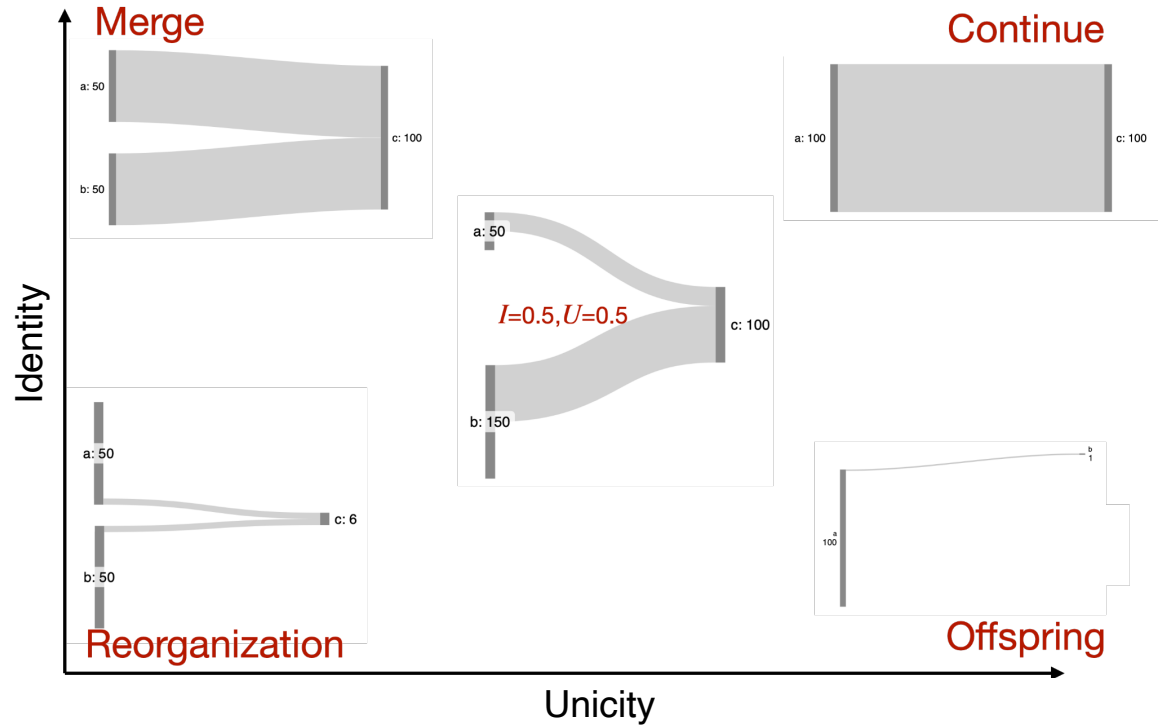 Merge
Continue
a: 50
b: 50
c: 100
a: 100
c: 100
a: 50
I=0.5,U=0.5
c: 100
b: 150
Identity
a: 50
c: 6
b: 50
b
1
a
100
Reorganization
Offspring
Unicity